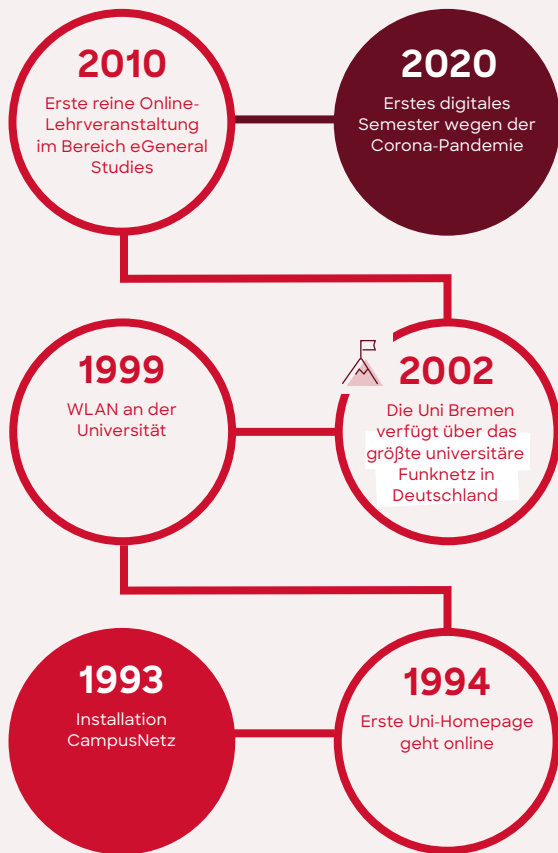 2010
Erste reine Online-
Lehrveranstaltung
im Bereich eGeneral
Studies
2020
Erstes digitales
Semester wegen der
Corona-Pandemie
1999
WLAN an der
Universität
2002
Die Uni Bremen
verfügt über das
größte universitäre
Funknetz in
Deutschland
1993
Installation
CampusNetz
1994
Erste Uni-Homepage
geht online